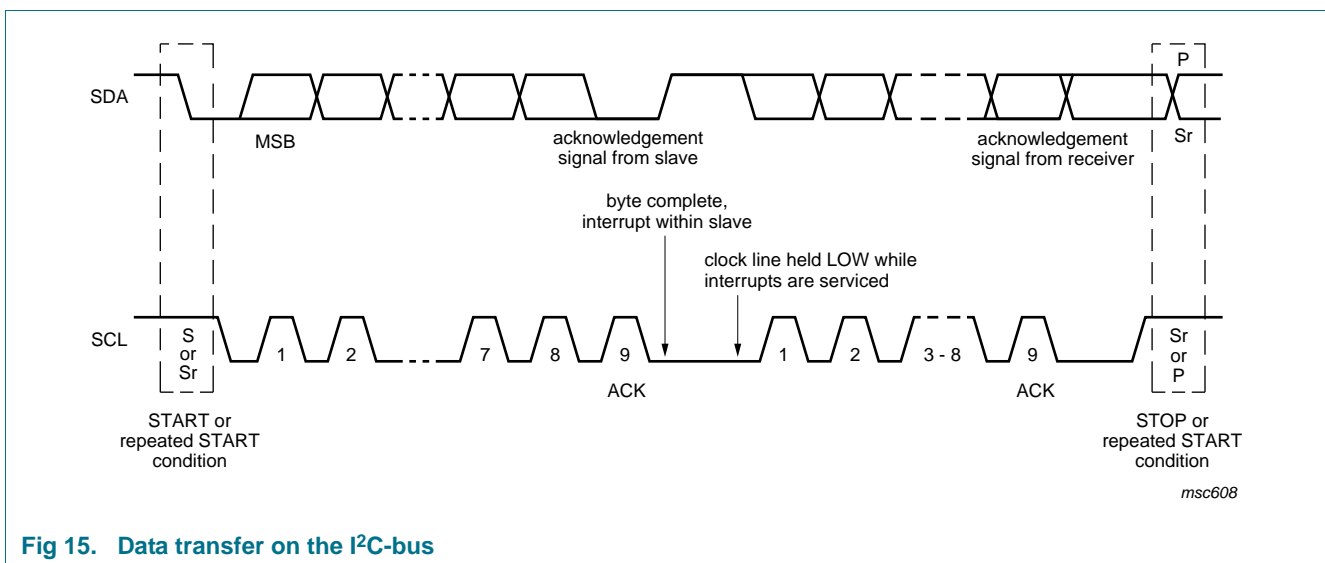 P
SDA
MSB
acknowledgement
signal from slave
acknowledgement
signal from receiver
Sr
byte complete,
interrupt within slave
clock line held LOW while
interrupts are serviced
SCL
S
or
Sr
1
2
7
8
9
1
2
3 - 8
9
Sr
or
P
ACK
ACK
START or
repeated START
condition
STOP or
repeated START
condition
msc608
Fig 15. Data transfer on the I²C-bus